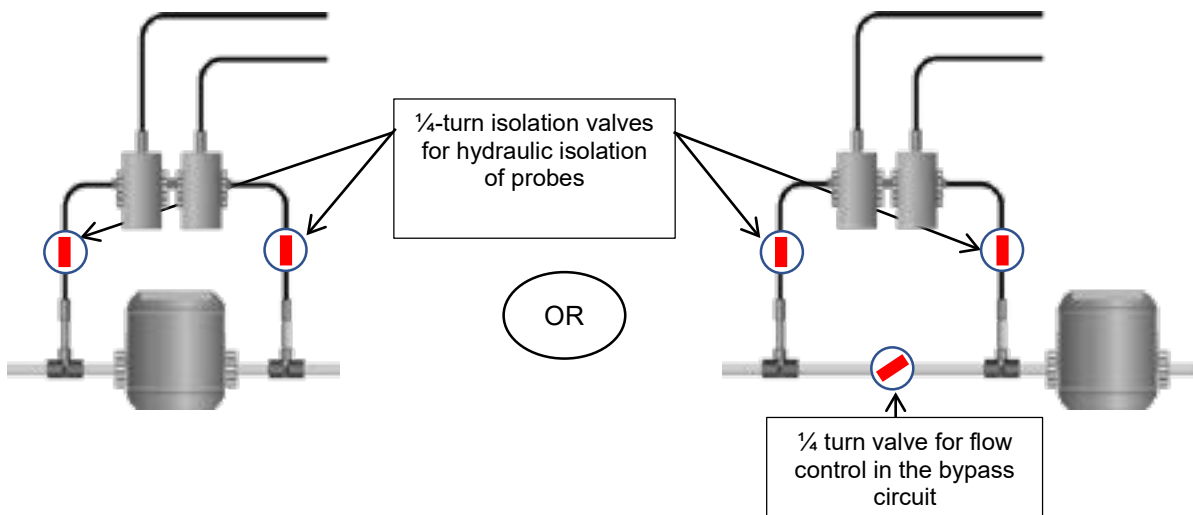 ¼-turn isolation valves
for hydraulic isolation
of probes
OR
¼ turn valve for flow
control in the bypass
circuit